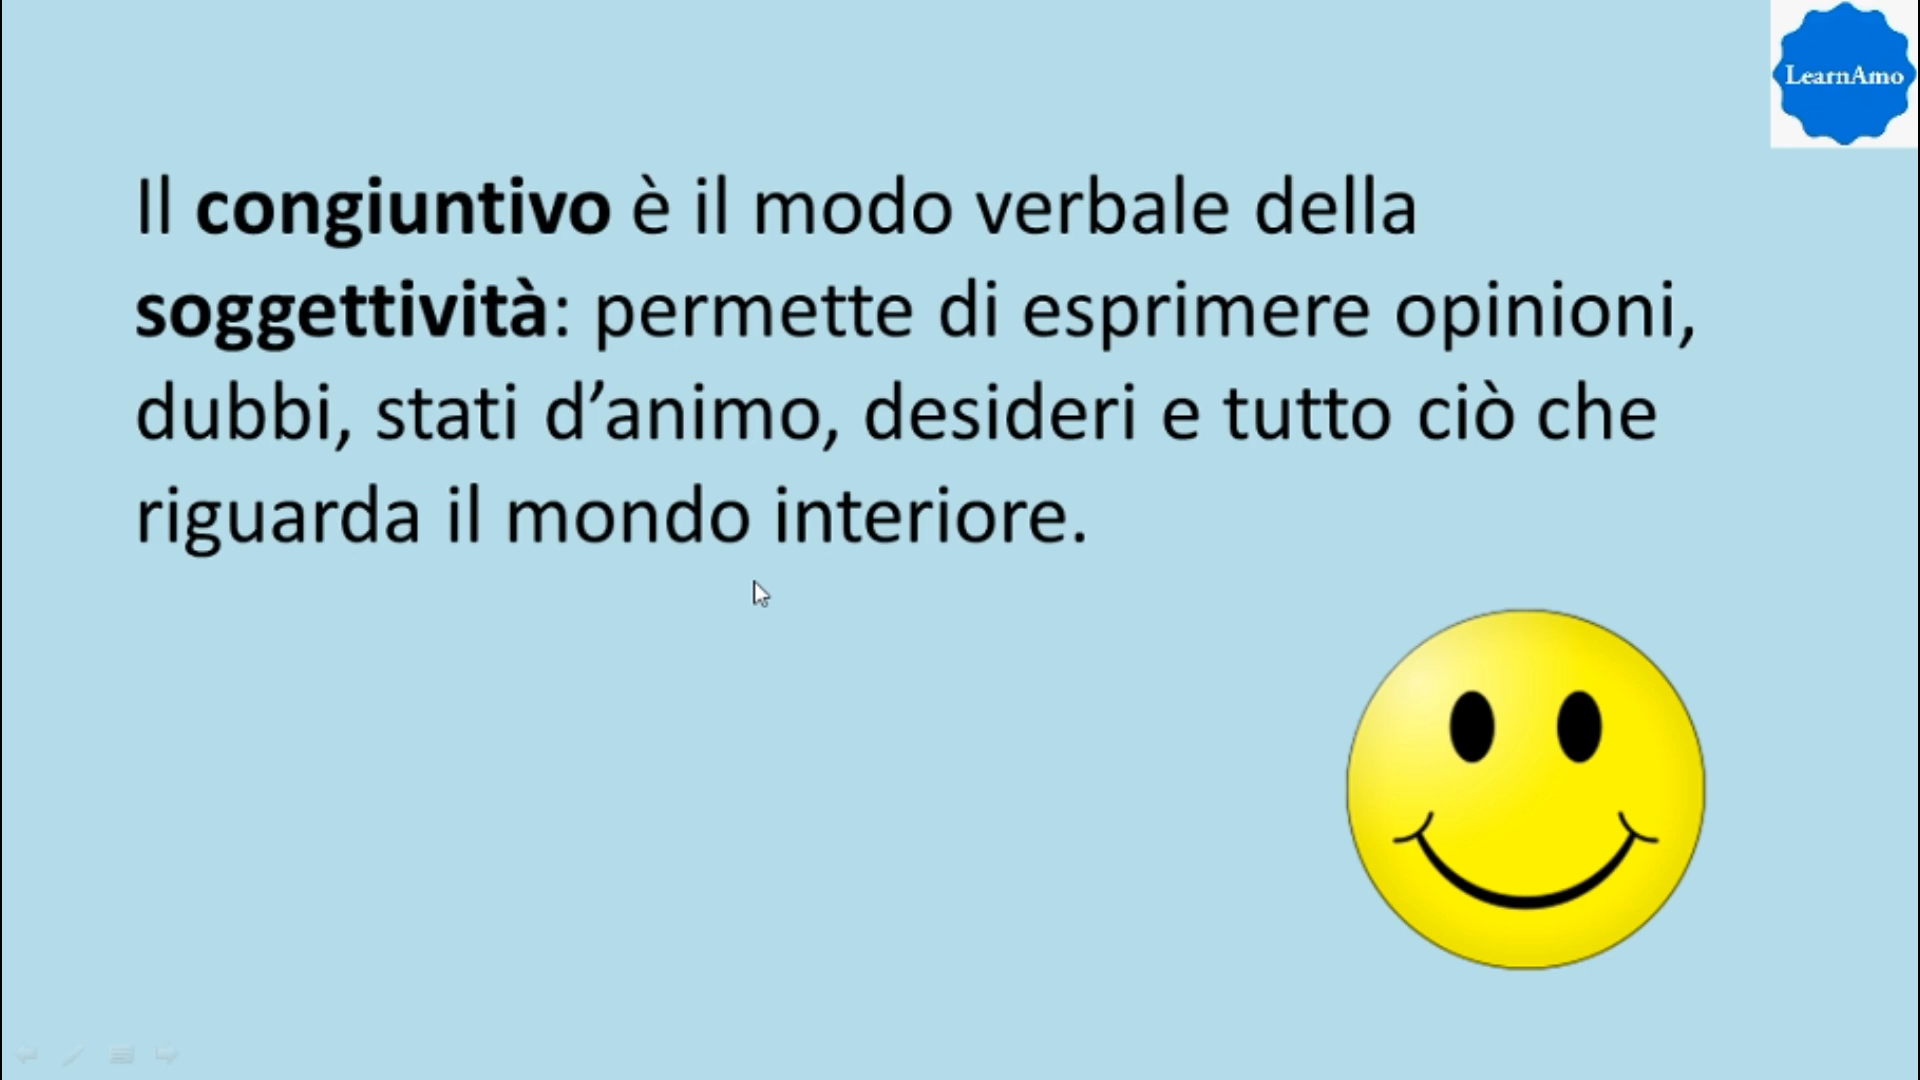 LearnAmo
Il congiuntivo è il modo verbale della
soggettività: permette di esprimere opinioni,
dubbi, stati d’animo, desideri e tutto ciò che
riguarda il mondo interiore.